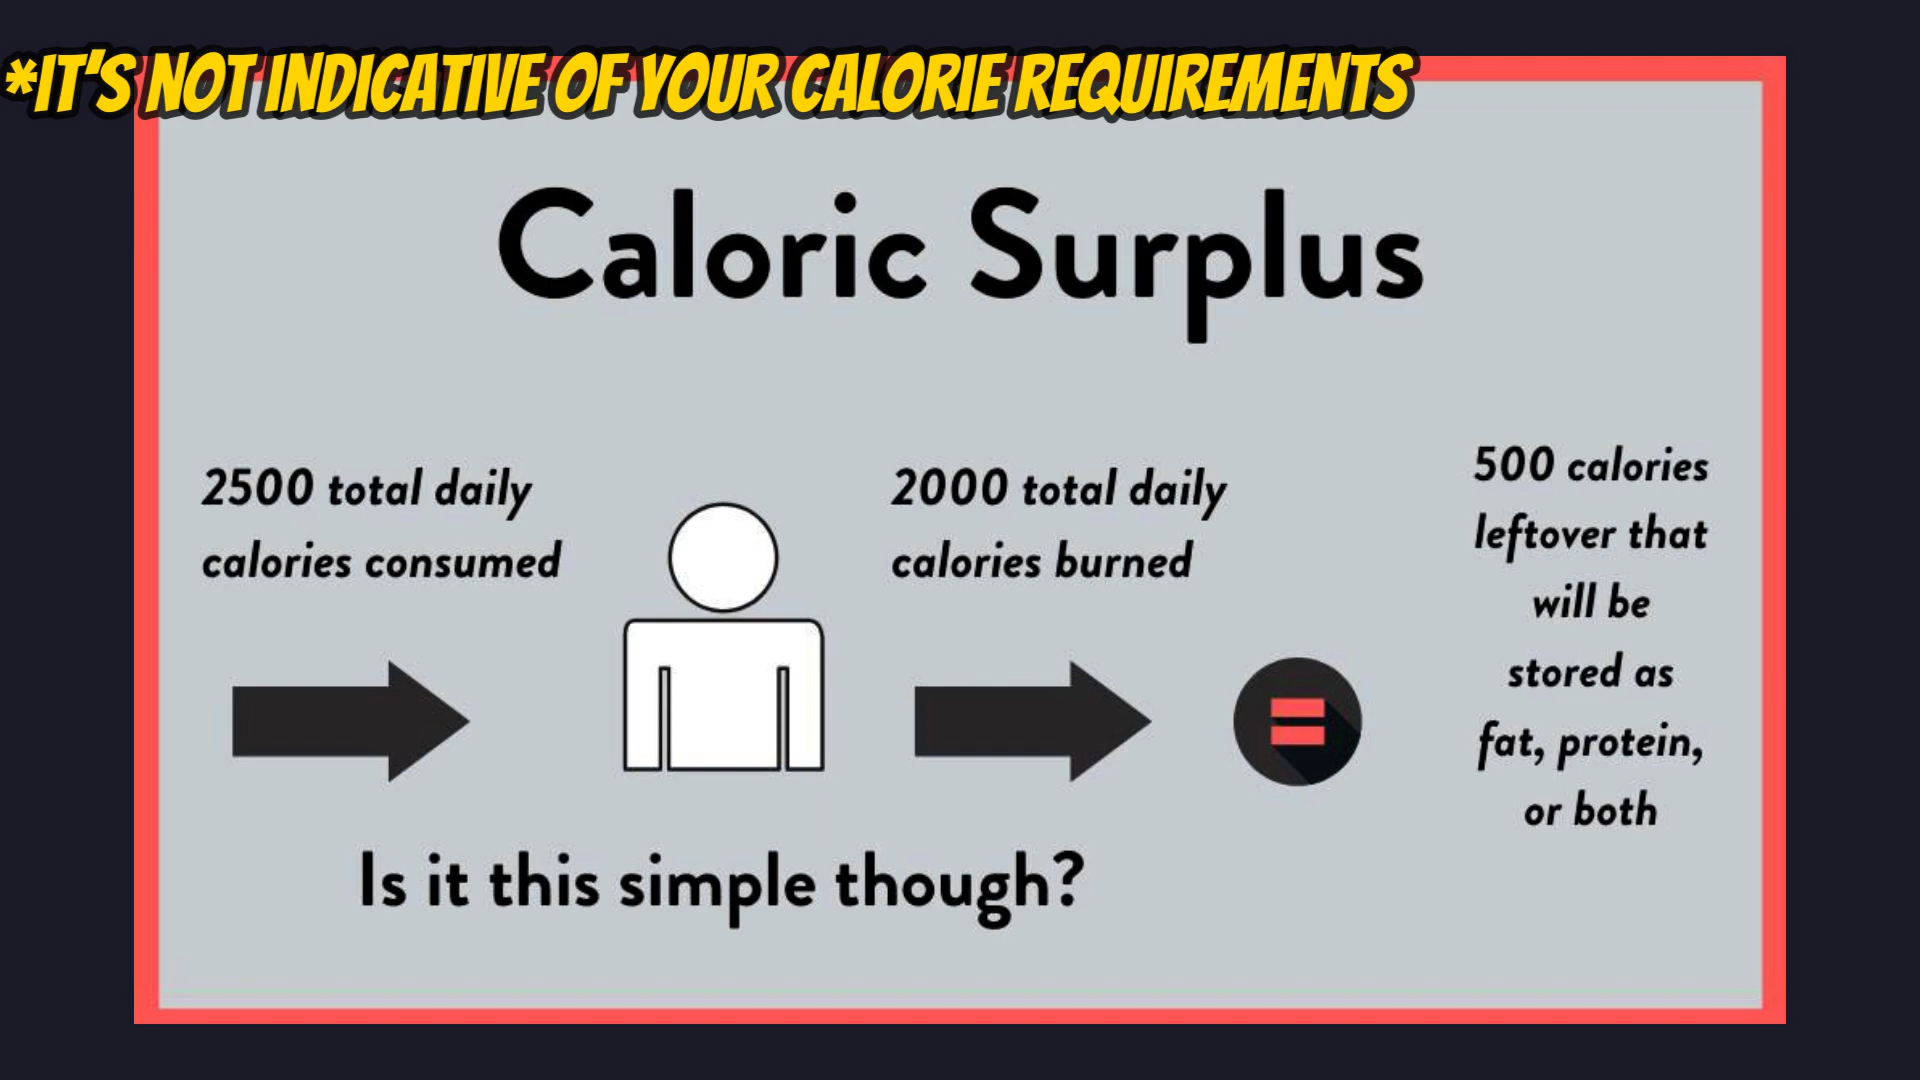 *IT'S NOT INDICATIVE OF YOUR CALORIE REQUIREMENTS
Caloric Surplus
2500 total daily
calories consumed
2000 total daily
calories burned
500 calories
leftover that
will be
stored as
fat, protein,
or both
Is it this simple though?